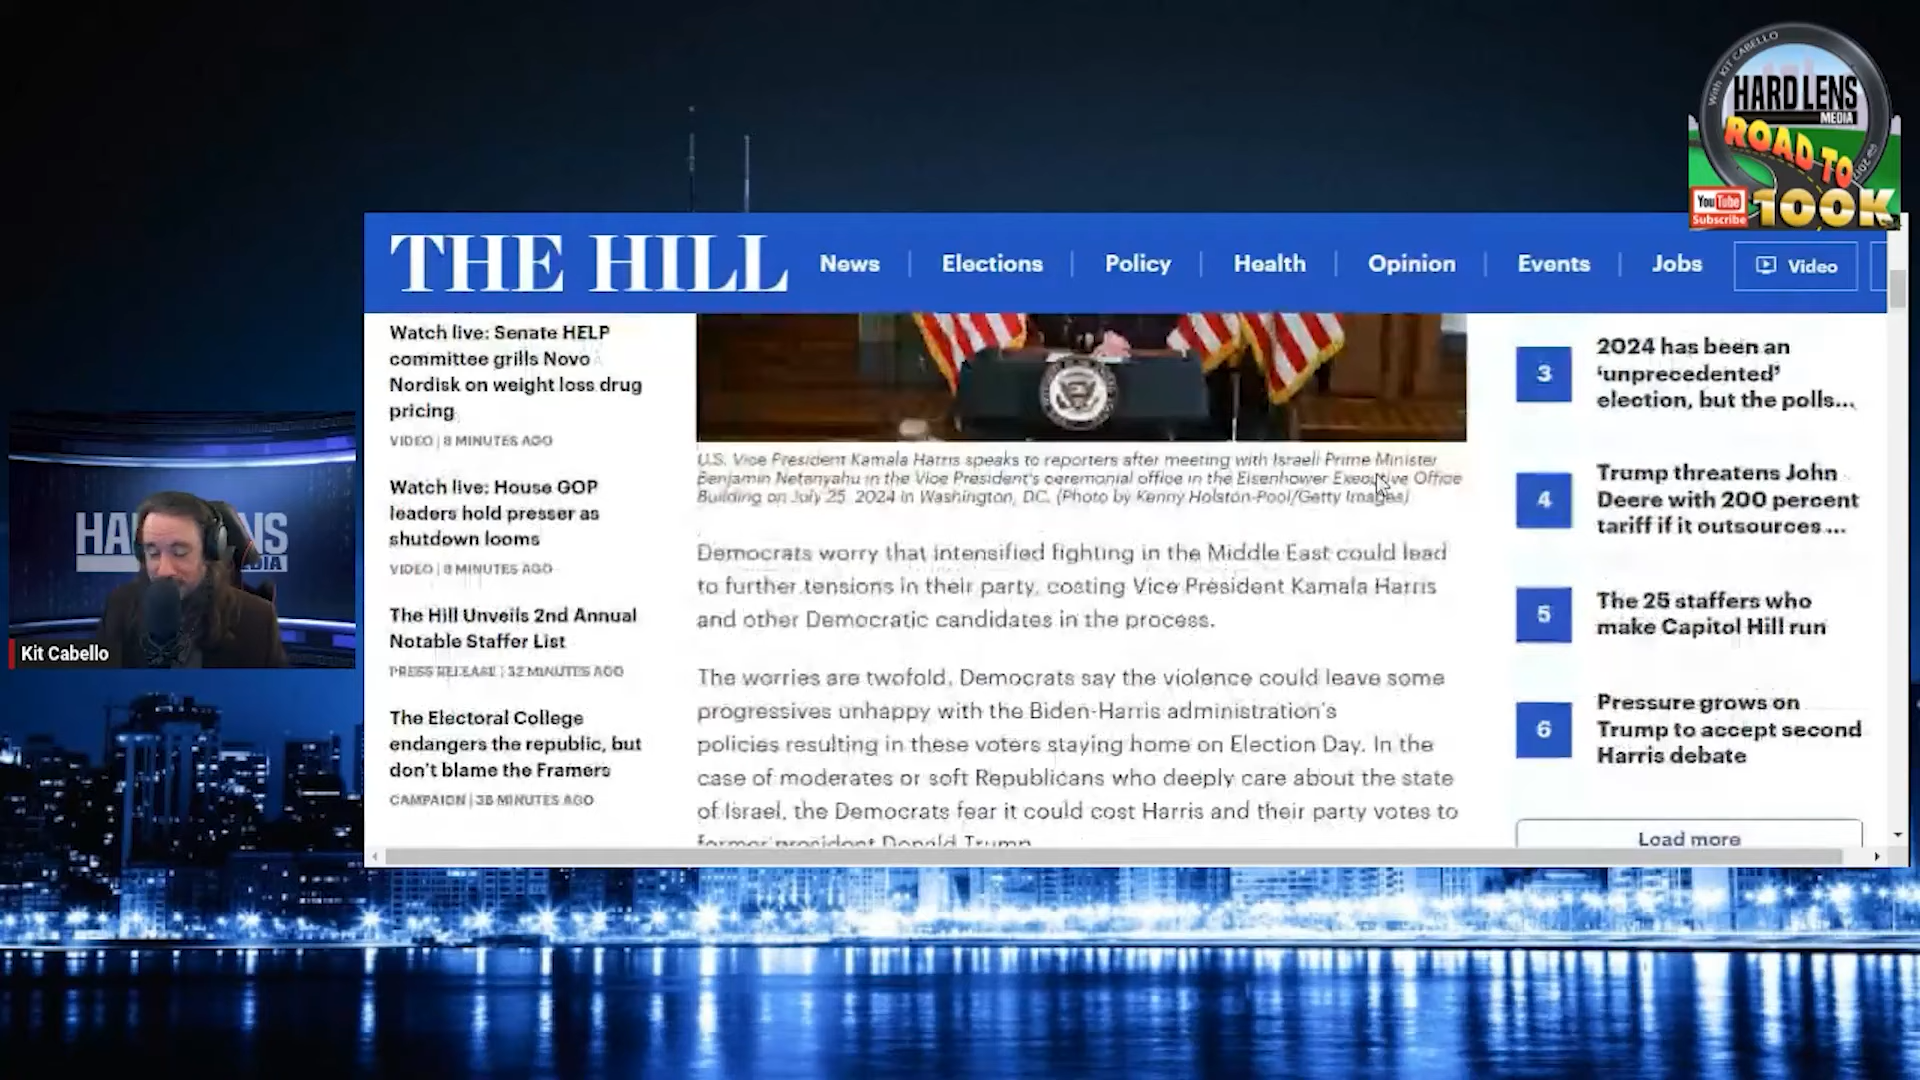 With KIT CABELLO
HARD LENS
MEDIA
ROAD TO
100K
YouTube
Subscribe
THE HILL
News
Elections
Policy
Health
Opinion
Events
Jobs
Video
Watch live: Senate HELP
committee grills Novo
Nordisk on weight loss drug
pricing
VIDEO | 8 MINUTES AGO
Watch live: House GOP
leaders hold presser as
shutdown looms
VIDEO | 8 MINUTES AGO
The Hill Unveils 2nd Annual
Notable Staffer List
PRESS RELEASE | 32 MINUTES AGO
The Electoral College
endangers the republic, but
don't blame the Framers
CAMPAIGN | 38 MINUTES AGO
U.S. Vice President Kamala Harris speaks to reporters after meeting with Israeli Prime Minister
Benjamin Netanyahu in the Vice President's ceremonial office in the Eisenhower Executive Office
Building on July 25, 2024 in Washington, DC. (Photo by Kenny Holston-Pool/Getty Images)
Democrats worry that intensified fighting in the Middle East could lead
to further tensions in their party, costing Vice President Kamala Harris
and other Democratic candidates in the process.
The worries are twofold. Democrats say the violence could leave some
progressives unhappy with the Biden-Harris administration's
policies resulting in these voters staying home on Election Day. In the
case of moderates or soft Republicans who deeply care about the state
of Israel, the Democrats fear it could cost Harris and their party votes to
former president Donald Trump.
3
2024 has been an
‘unprecedented’
election, but the polls...
4
Trump threatens John
Deere with 200 percent
tariff if it outsources ...
5
The 25 staffers who
make Capitol Hill run
6
Pressure grows on
Trump to accept second
Harris debate
Load more
HA LENS
EDIA
Kit Cabello